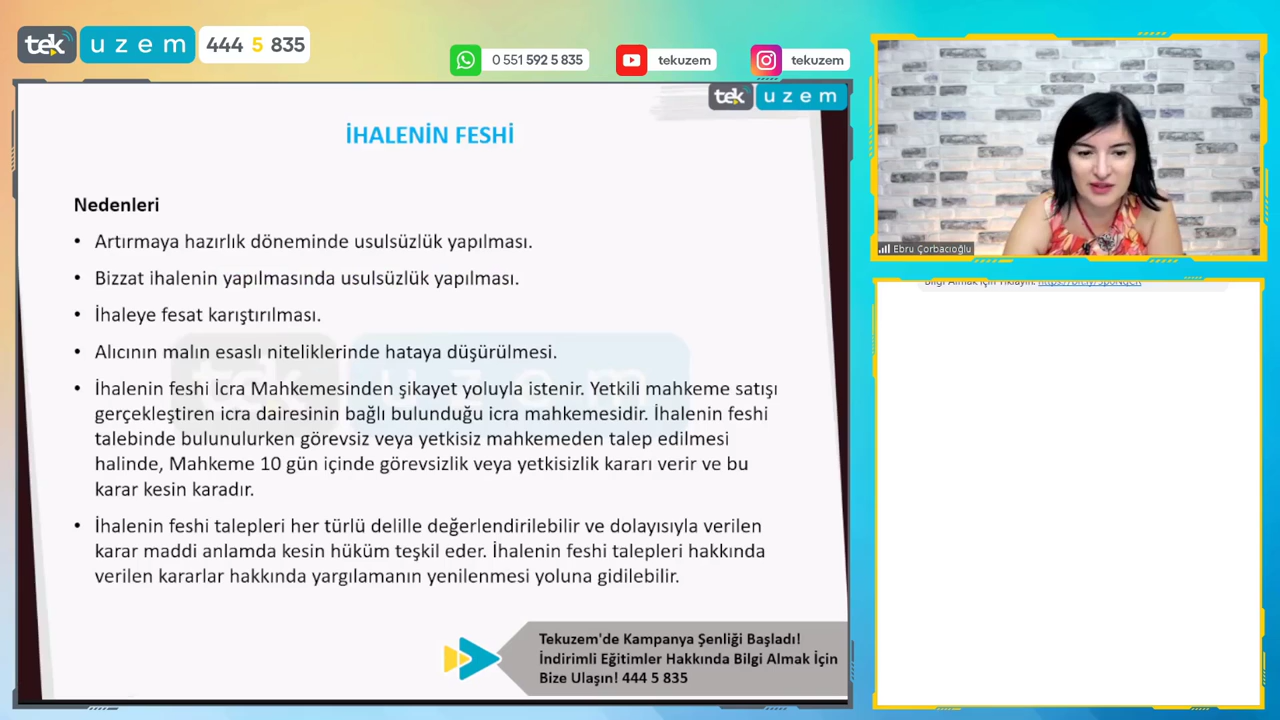 tek uzem 444 5 835
0 551 592 5 835
tekuzem
tekuzem
tek uzem
İHALENİN FESHİ
Nedenleri
• Artırmaya hazırlık döneminde usulsüzlük yapılması.
• Bizzat ihalenin yapılmasında usulsüzlük yapılması.
• İhaleye fesat karıştırılması.
• Alıcının malın esaslı niteliklerinde hataya düşürülmesi.
• İhalenin feshi İcra Mahkemesinden şikayet yoluyla istenir. Yetkili mahkeme satışı
gerçekleştiren icra dairesinin bağlı bulunduğu icra mahkemesidir. İhalenin feshi
talebinde bulunulurken görevsiz veya yetkisiz mahkemeden talep edilmesi
halinde, Mahkeme 10 gün içinde görevsizlik veya yetkisizlik kararı verir ve bu
karar kesin karadır.
• İhalenin feshi talepleri her türlü delille değerlendirilebilir ve dolayısıyla verilen
karar maddi anlamda kesin hüküm teşkil eder. İhalenin feshi talepleri hakkında
verilen kararlar hakkında yargılamanın yenilenmesi yoluna gidilebilir.
Tekuzem'de Kampanya Şenliği Başladı!
İndirimli Eğitimler Hakkında Bilgi Almak İçin
Bize Ulaşın! 444 5 835
Ebru Çorbacıoğlu
Bilgi Almak İçin Tıklayın: